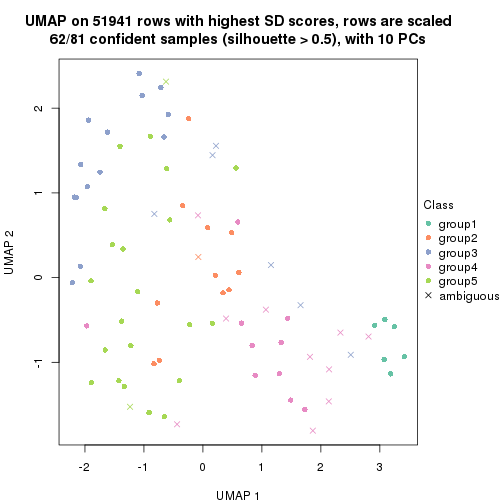 UMAP on 51941 rows with highest SD scores, rows are scaled
62/81 confident samples (silhouette > 0.5), with 10 PCs
2
1
0
-1
UMAP 2
-2
-1
0
1
2
3
UMAP 1
Class
group1
group2
group3
group4
group5
ambiguous